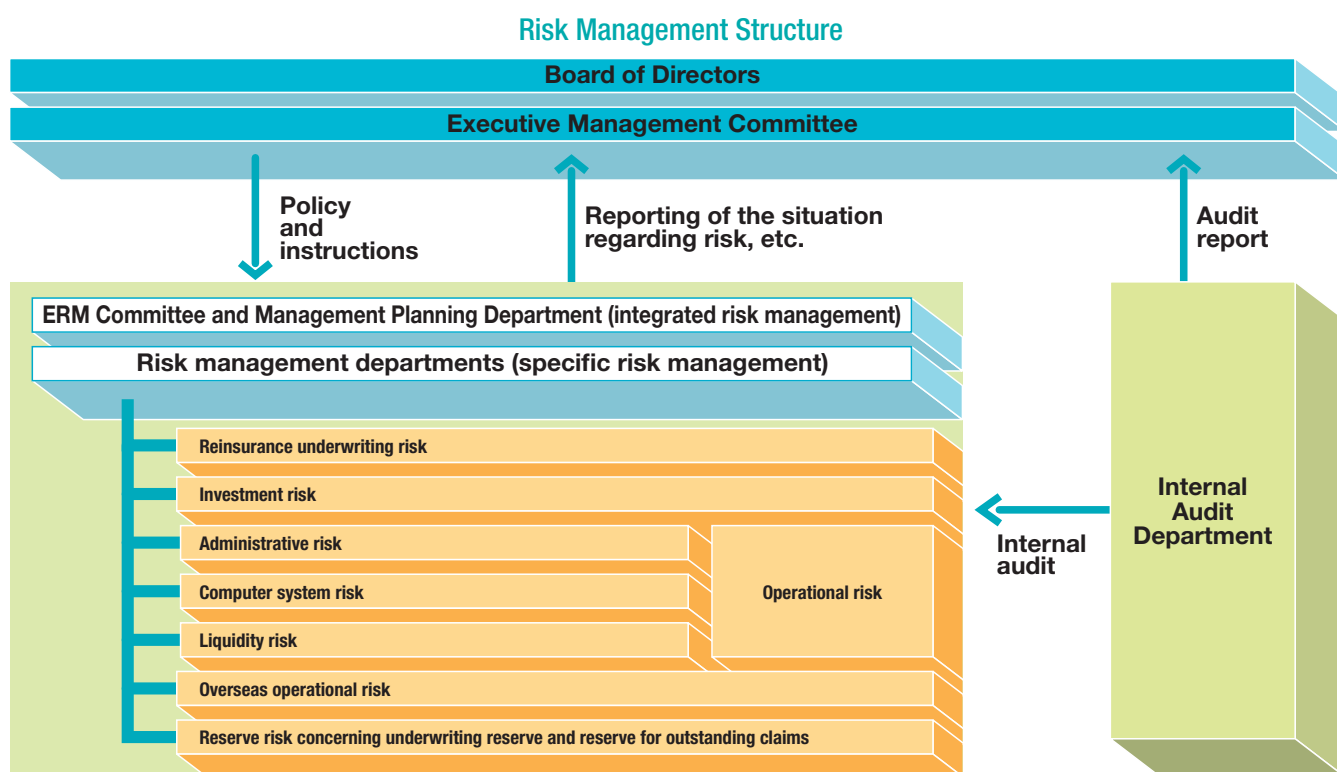 Risk Management Structure
Board of Directors
Executive Management Committee
Policy
and
instructions
Reporting of the situation
regarding risk, etc.
Audit
report
ERM Committee and Management Planning Department (integrated risk management)
Risk management departments (specific risk management)
Reinsurance underwriting risk
Investment risk
Administrative risk
Computer system risk
Liquidity risk
Operational risk
Overseas operational risk
Reserve risk concerning underwriting reserve and reserve for outstanding claims
Internal
audit
Internal
Audit
Department